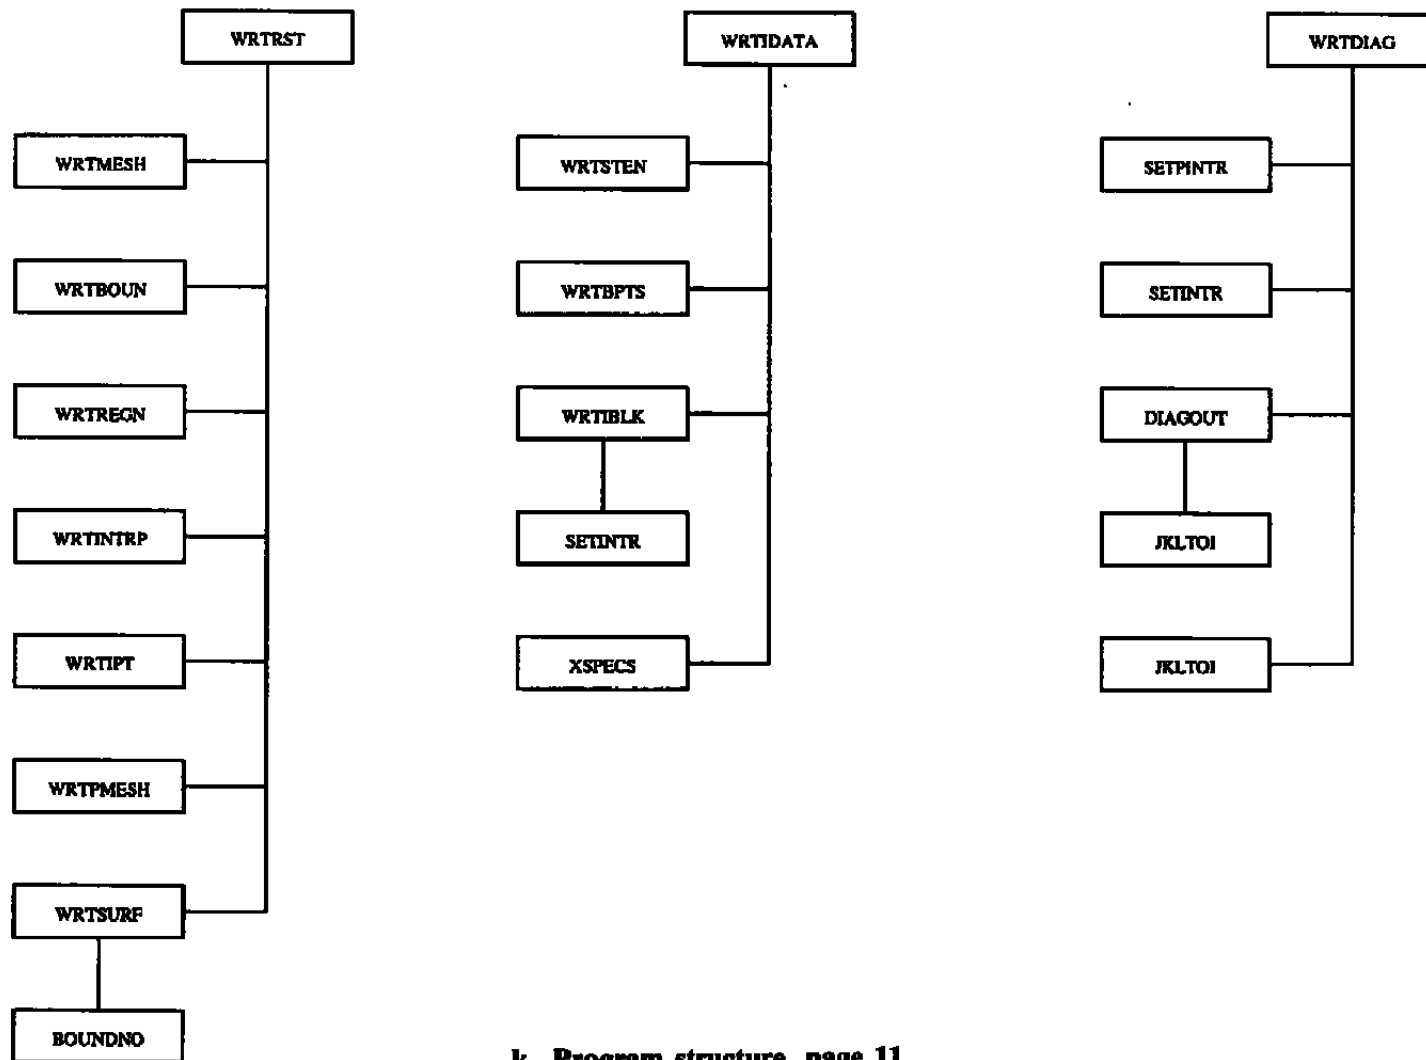 WRTRST
WRTMESH
WRTBOUN
WRTREGN
WRTINTRP
WRTIPT
WRTPMESH
WRTSURF
BOUNDNO
WRTIDATA
WRTSTEN
WRTBPTS
WRTIBLK
SETINTR
XSPECS
WRTDIAG
SETPINTR
SETINTR
DIAGOUT
JKLTOI
JKLTOI
k. Program structure, page 11